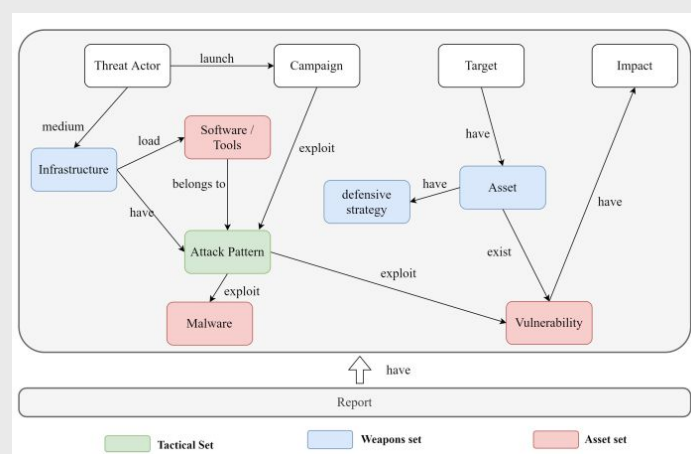 Threat Actor
launch
Campaign
Target
Impact
medium
load
Software /
Tools
exploit
have
have
Infrastructure
belongs to
have
defensive
strategy
have
Asset
Attack Pattern
exploit
exist
exploit
Malware
Vulnerability
have
Report
Tactical Set
Weapons set
Asset set